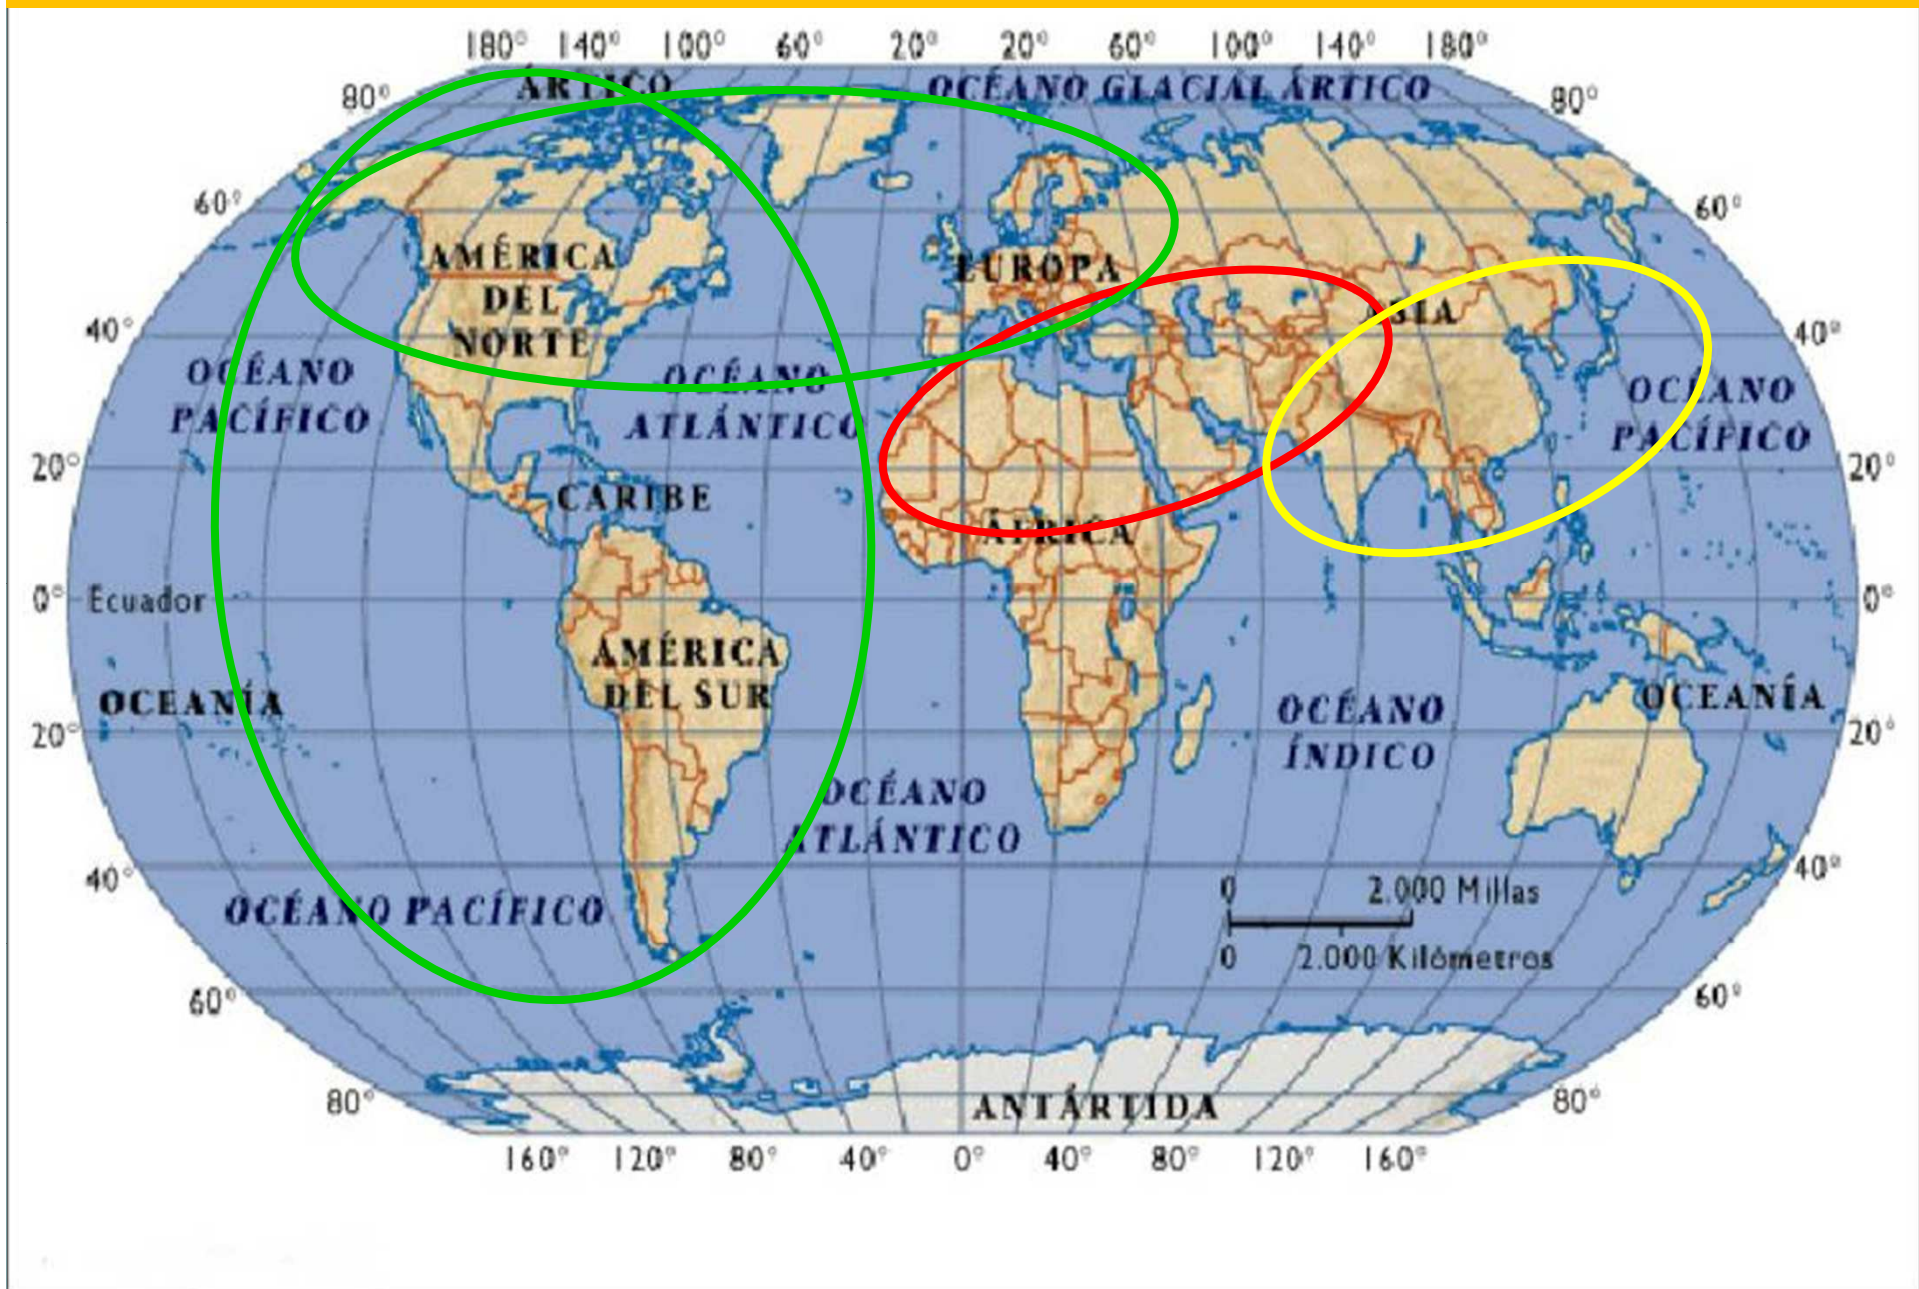 180° 140° 100° 60° 20° 20° 60° 100° 140° 180°
ÁRTICO
OCÉANO GLACIAL ÁRTICO
80° 80°
60° 60°
AMÉRICA
DEL
NORTE
EUROPA
ASIA
40° 40°
OCÉANO
PACÍFICO
OCÉANO
ATLÁNTICO
OCÉANO
PACÍFICO
20° 20°
CARIBE
ÁFRICA
0° Ecuador 0°
AMÉRICA
DEL SUR
OCEANÍA
OCEANÍA
OCÉANO
ÍNDICO
20° 20°
OCÉANO
ATLÁNTICO
40° 40°
OCÉANO PACÍFICO
0 2.000 Millas
0 2.000 Kilómetros
60° 60°
80° 80°
ANTÁRTIDA
160° 120° 80° 40° 0° 40° 80° 120° 160°